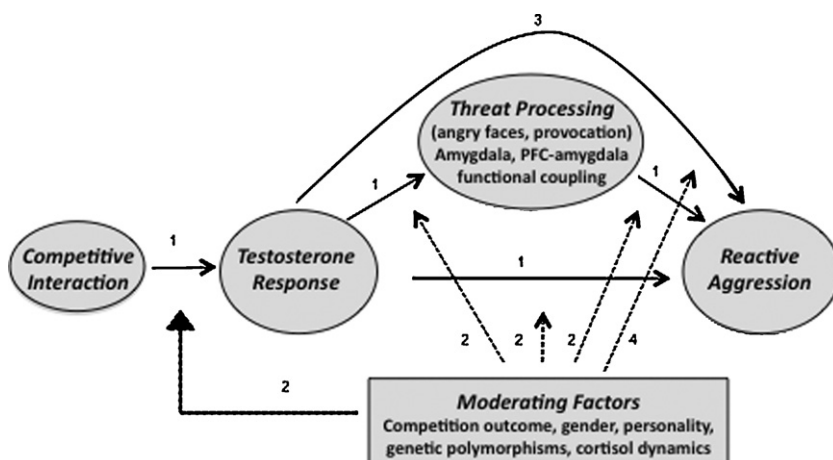 3
Threat Processing
(angry faces, provocation)
Amygdala, PFC-amygdala
functional coupling
1
1
Competitive
Interaction
1
Testosterone
Response
1
Reactive
Aggression
2
2
2
4
2
Moderating Factors
Competition outcome, gender, personality,
genetic polymorphisms, cortisol dynamics